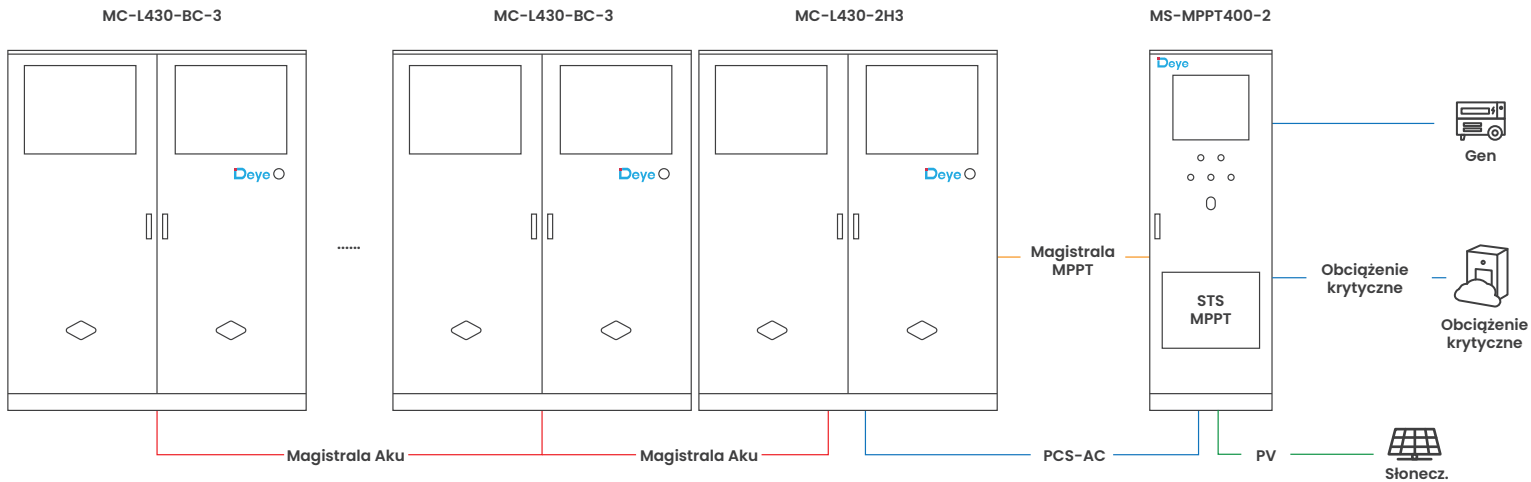 MC-L430-BC-3
MC-L430-BC-3
MC-L430-2H3
MS-MPPT400-2
Deye
Deye
Deye
Deye
Gen
......
Magistrala
MPPT
Obciążenie
krytyczne
STS
MPPT
Obciążenie
krytyczne
Magistrala Aku
Magistrala Aku
PCS-AC
PV
Słonecz.